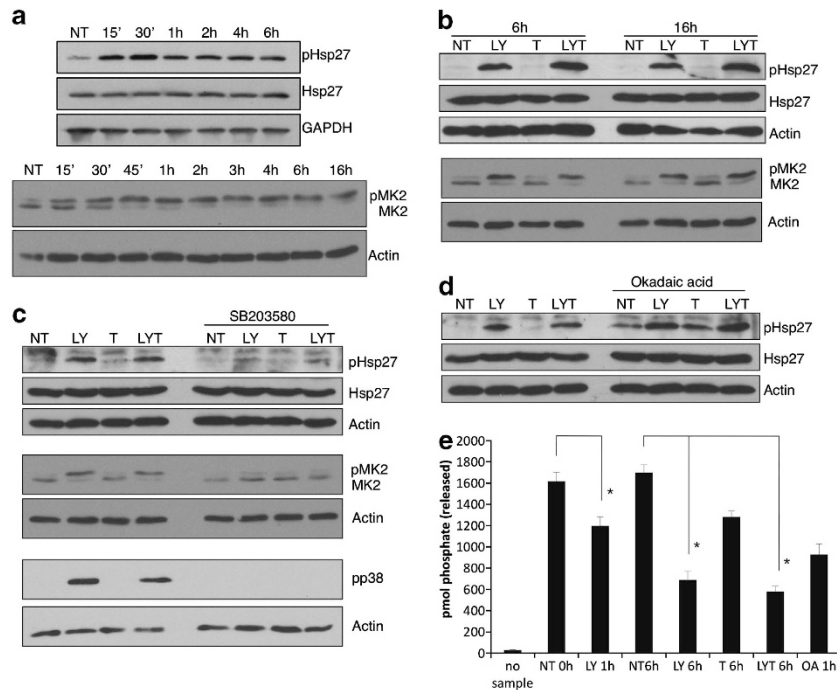 a
NT 15' 30' 1h 2h 4h 6h
pHsp27
Hsp27
GAPDH
NT 15' 30' 45' 1h 2h 3h 4h 6h 16h
pMK2
MK2
Actin
b
6h 16h
NT LY T LYT NT LY T LYT
pHsp27
Hsp27
Actin
pMK2
MK2
Actin
c
SB203580
NT LY T LYT NT LY T LYT
pHsp27
Hsp27
Actin
pMK2
MK2
Actin
pp38
Actin
d
Okadaic acid
NT LY T LYT NT LY T LYT
pHsp27
Hsp27
Actin
e
pmol phosphate (released)
2000
1800
1600
1400
1200
1000
800
600
400
200
0
* * *
no sample NT 0h LY 1h NT6h LY 6h T 6h LYT 6h OA 1h